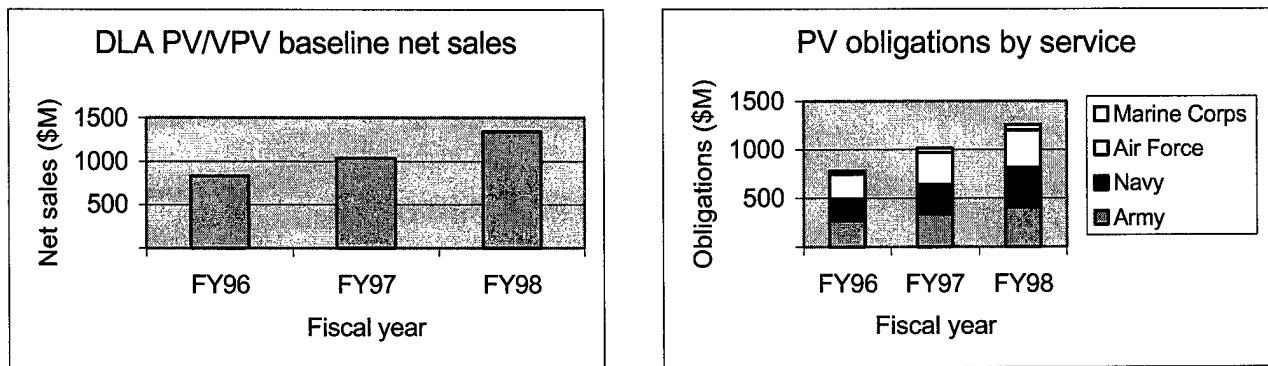 DLA PV/VPV baseline net sales
Net sales ($M)
1500
1000
500
FY96 FY97 FY98
Fiscal year
PV obligations by service
Obligations ($M)
1500
1000
500
FY96 FY97 FY98
Fiscal year
Marine Corps
Air Force
Navy
Army